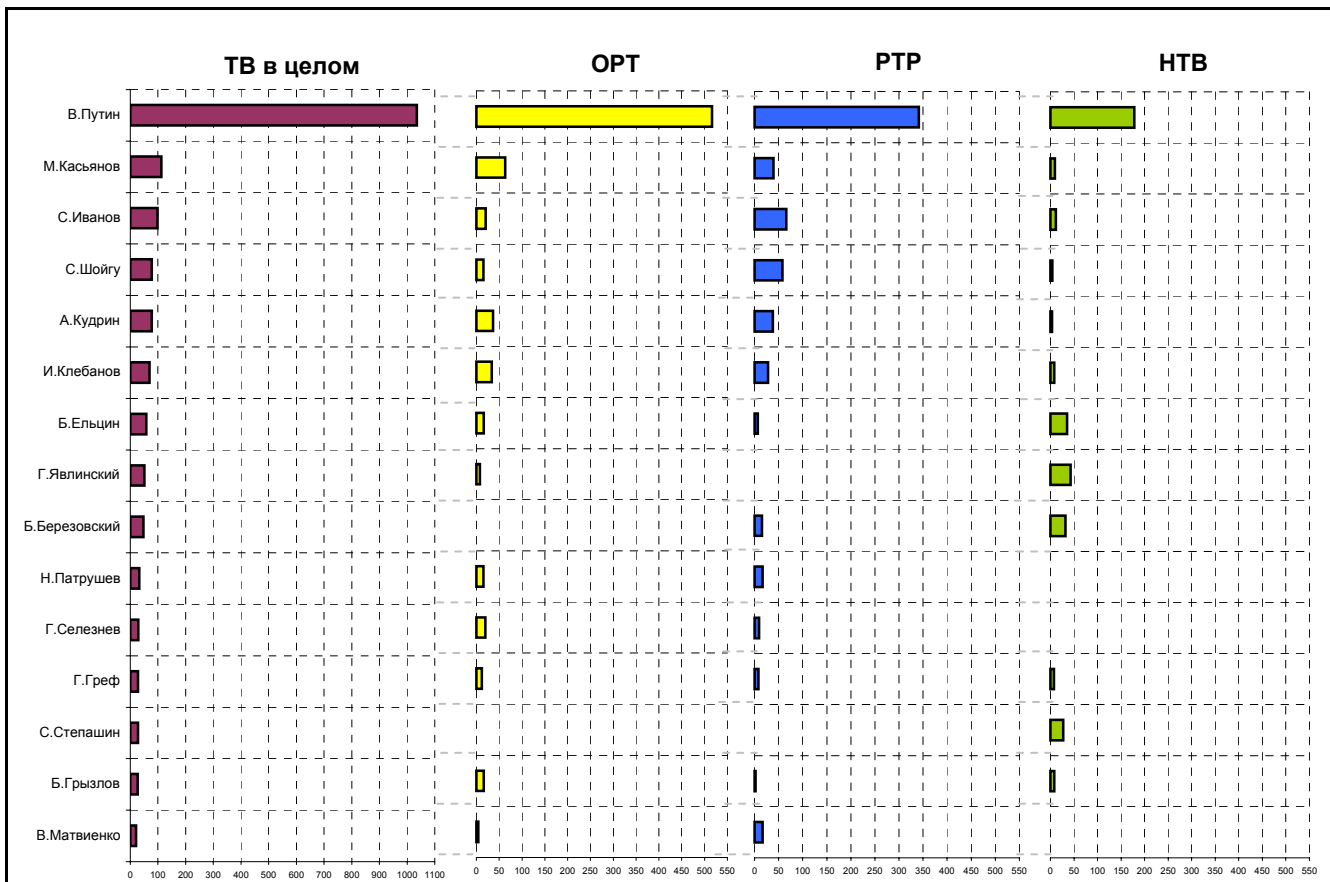 ТВ в целом
ОРТ
РТР
НТВ
В.Путин
М.Касьянов
С.Иванов
С.Шойгу
А.Кудрин
И.Клебанов
Б.Ельцин
Г.Явлинский
Б.Березовский
Н.Патрушев
Г.Селезнев
Г.Греф
С.Степашин
Б.Грызлов
В.Матвиенко
0 100 200 300 400 500 600 700 800 900 1000 1100
0 50 100 150 200 250 300 350 400 450 500 550
0 50 100 150 200 250 300 350 400 450 500 550
0 50 100 150 200 250 300 350 400 450 500 550